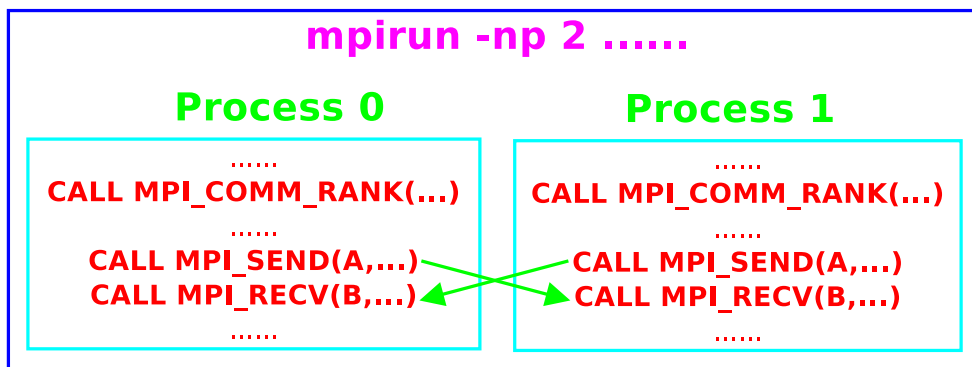 mpirun -np 2 ......
Process 0
......
CALL MPI_COMM_RANK(...)
......
CALL MPI_SEND(A,...)
CALL MPI_RECV(B,...)
......
Process 1
......
CALL MPI_COMM_RANK(...)
......
CALL MPI_SEND(A,...)
CALL MPI_RECV(B,...)
......